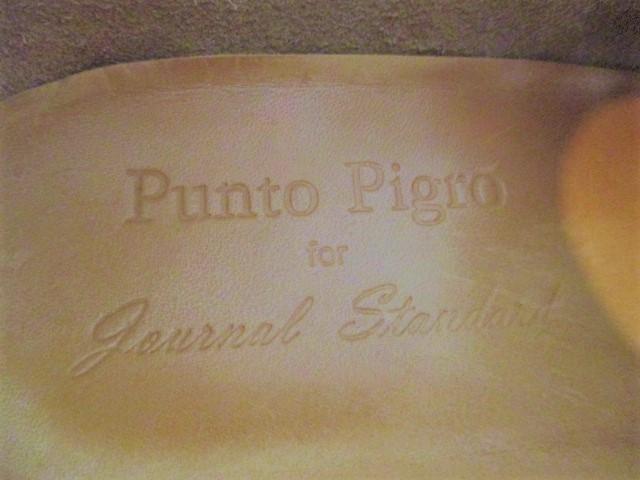 Punto Pigro
for
Journal Standard